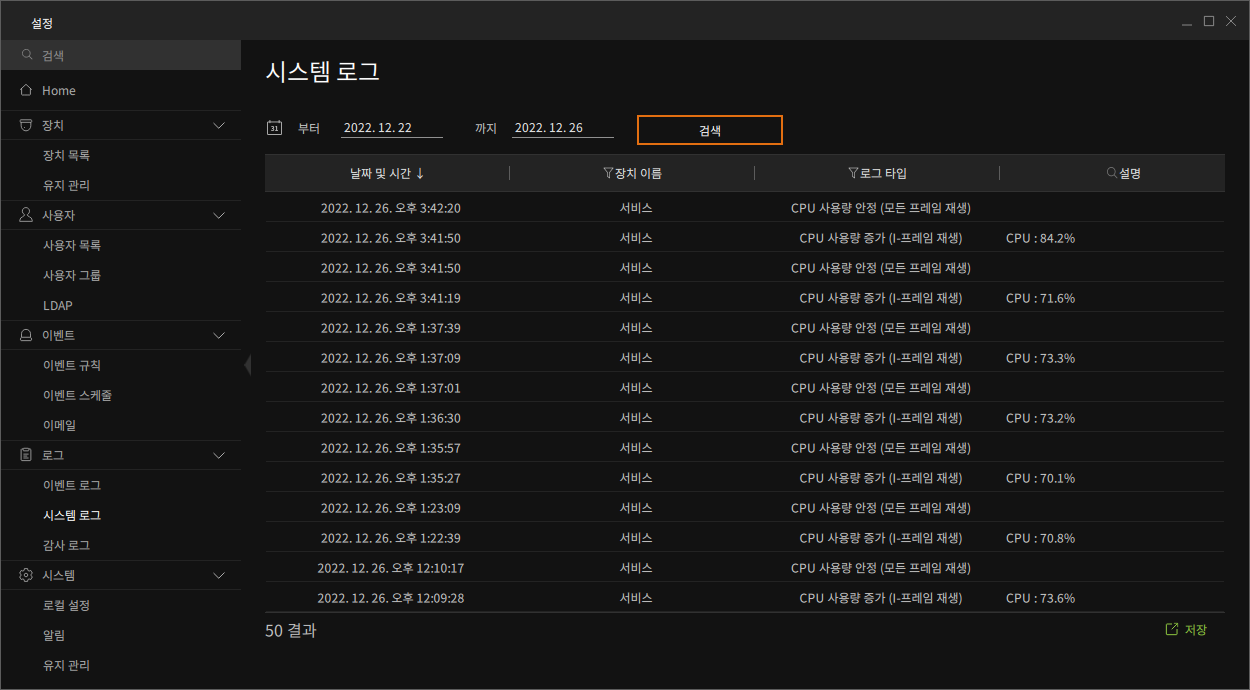 설정
검색
Home
장치
장치 목록
유지 관리
사용자
사용자 목록
사용자 그룹
LDAP
이벤트
이벤트 규칙
이벤트 스케줄
이메일
로그
이벤트 로그
시스템 로그
감사 로그
시스템
로컬 설정
알림
유지 관리
시스템 로그
31 부터 2022. 12. 22 까지 2022. 12. 26 검색
날짜 및 시간 ↓ 장치 이름 로그 타입 설명
2022. 12. 26. 오후 3:42:20 서비스 CPU 사용량 안정 (모든 프레임 재생)
2022. 12. 26. 오후 3:41:50 서비스 CPU 사용량 증가 (I-프레임 재생) CPU : 84.2%
2022. 12. 26. 오후 3:41:50 서비스 CPU 사용량 안정 (모든 프레임 재생)
2022. 12. 26. 오후 3:41:19 서비스 CPU 사용량 증가 (I-프레임 재생) CPU : 71.6%
2022. 12. 26. 오후 1:37:39 서비스 CPU 사용량 안정 (모든 프레임 재생)
2022. 12. 26. 오후 1:37:09 서비스 CPU 사용량 증가 (I-프레임 재생) CPU : 73.3%
2022. 12. 26. 오후 1:37:01 서비스 CPU 사용량 안정 (모든 프레임 재생)
2022. 12. 26. 오후 1:36:30 서비스 CPU 사용량 증가 (I-프레임 재생) CPU : 73.2%
2022. 12. 26. 오후 1:35:57 서비스 CPU 사용량 안정 (모든 프레임 재생)
2022. 12. 26. 오후 1:35:27 서비스 CPU 사용량 증가 (I-프레임 재생) CPU : 70.1%
2022. 12. 26. 오후 1:23:09 서비스 CPU 사용량 안정 (모든 프레임 재생)
2022. 12. 26. 오후 1:22:39 서비스 CPU 사용량 증가 (I-프레임 재생) CPU : 70.8%
2022. 12. 26. 오후 12:10:17 서비스 CPU 사용량 안정 (모든 프레임 재생)
2022. 12. 26. 오후 12:09:28 서비스 CPU 사용량 증가 (I-프레임 재생) CPU : 73.6%
50 결과 저장